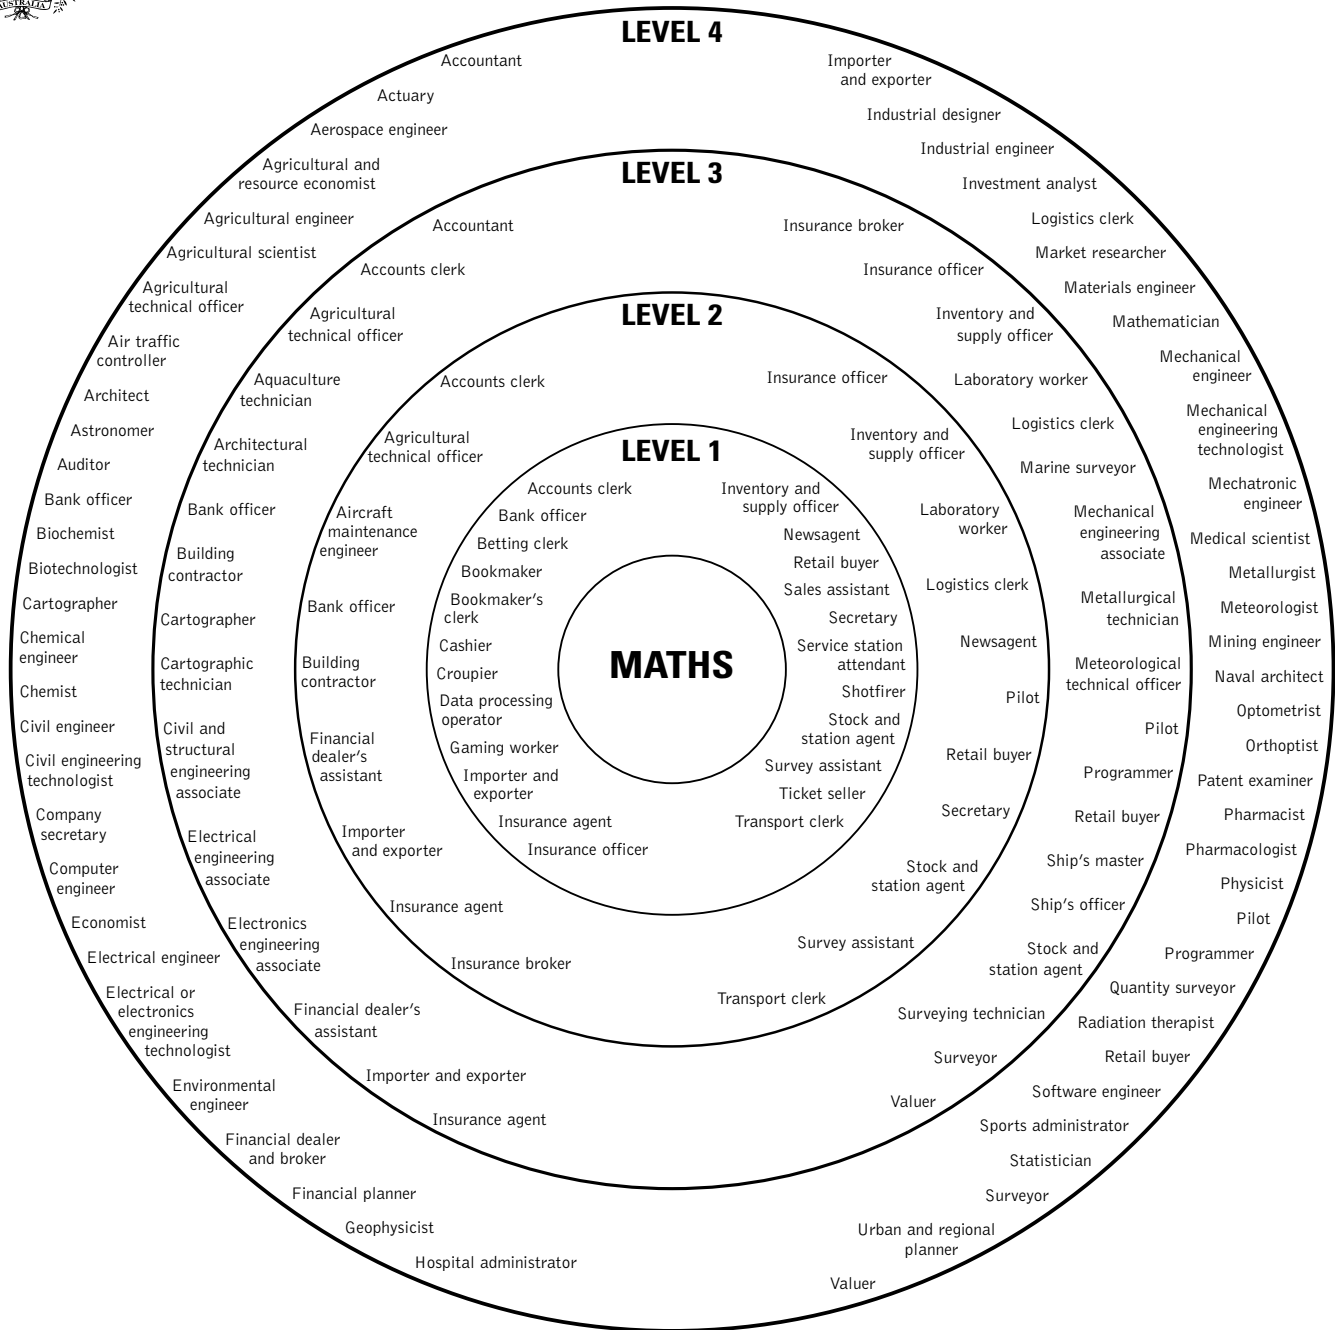 AUSTRALIA
LEVEL 4
Accountant
Actuary
Aerospace engineer
Agricultural and
resource economist
Agricultural engineer
Agricultural scientist
Agricultural
technical officer
Air traffic
controller
Architect
Astronomer
Auditor
Bank officer
Biochemist
Biotechnologist
Cartographer
Chemical
engineer
Chemist
Civil engineer
Civil engineering
technologist
Company
secretary
Computer
engineer
Economist
Electrical engineer
Electrical or
electronics
engineering
technologist
Environmental
engineer
Financial dealer
and broker
Financial planner
Geophysicist
Hospital administrator
Importer
and exporter
Industrial designer
Industrial engineer
Investment analyst
Logistics clerk
Market researcher
Materials engineer
Mathematician
Mechanical
engineer
Mechanical
engineering
technologist
Mechatronic
engineer
Medical scientist
Metallurgist
Meteorologist
Mining engineer
Naval architect
Optometrist
Orthoptist
Patent examiner
Pharmacist
Pharmacologist
Physicist
Pilot
Programmer
Quantity surveyor
Radiation therapist
Retail buyer
Software engineer
Sports administrator
Statistician
Surveyor
Urban and regional
planner
Valuer
LEVEL 3
Accountant
Accounts clerk
Agricultural
technical officer
Aquaculture
technician
Architectural
technician
Bank officer
Building
contractor
Cartographer
Cartographic
technician
Civil and
structural
engineering
associate
Electrical
engineering
associate
Electronics
engineering
associate
Financial dealer's
assistant
Importer and exporter
Insurance agent
Insurance broker
Insurance officer
Inventory and
supply officer
Laboratory worker
Logistics clerk
Marine surveyor
Mechanical
engineering
associate
Metallurgical
technician
Meteorological
technical officer
Pilot
Programmer
Retail buyer
Ship's master
Ship's officer
Stock and
station agent
Surveying technician
Surveyor
Valuer
LEVEL 2
Accounts clerk
Agricultural
technical officer
Aircraft
maintenance
engineer
Bank officer
Building
contractor
Financial
dealer's
assistant
Importer
and exporter
Insurance agent
Insurance broker
Insurance officer
Inventory and
supply officer
Laboratory
worker
Logistics clerk
Newsagent
Pilot
Retail buyer
Secretary
Stock and
station agent
Survey assistant
Transport clerk
LEVEL 1
Accounts clerk
Bank officer
Betting clerk
Bookmaker
Bookmaker's
clerk
Cashier
Croupier
Data processing
operator
Gaming worker
Importer and
exporter
Insurance agent
Insurance officer
Inventory and
supply officer
Newsagent
Retail buyer
Sales assistant
Secretary
Service station
attendant
Shotfirer
Stock and
station agent
Survey assistant
Ticket seller
Transport clerk
MATHS